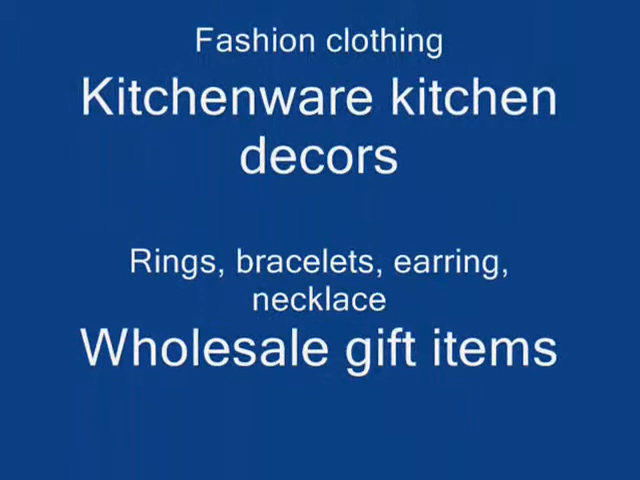 Fashion clothing
Kitchenware kitchen
decors
Rings, bracelets, earring,
necklace
Wholesale gift items